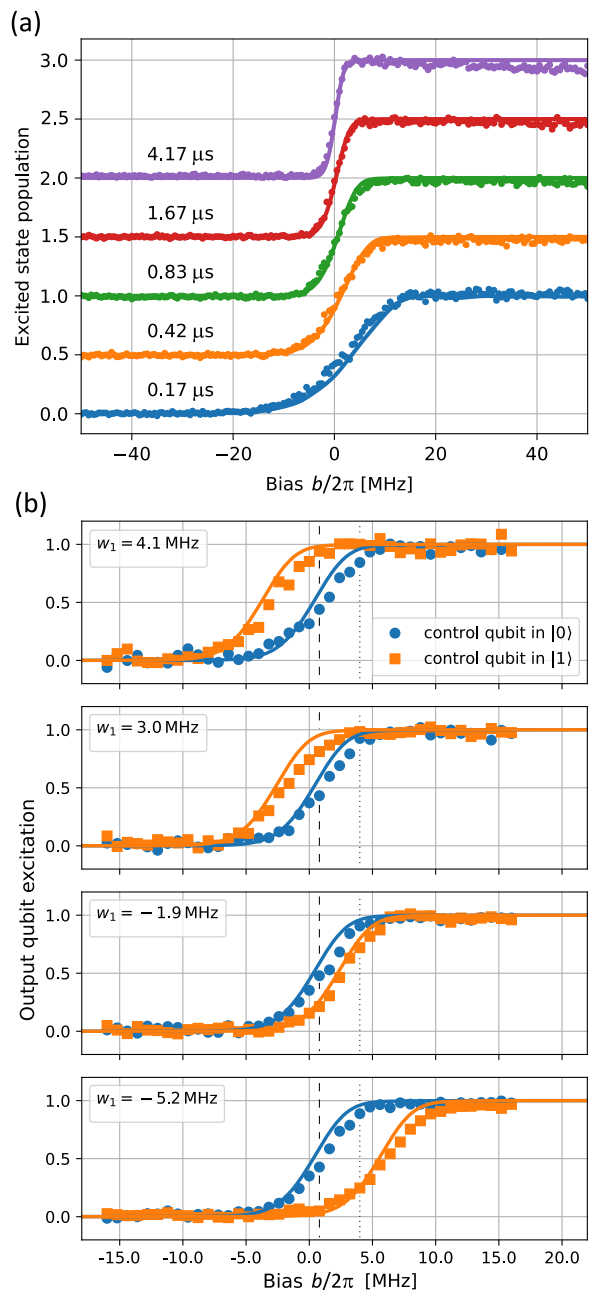 (a)
3.0
2.5
2.0
1.5
1.0
0.5
0.0
Excited state population
4.17 μs
1.67 μs
0.83 μs
0.42 μs
0.17 μs
−40 −20 0 20 40
Bias b/2π [MHz]
(b)
Output qubit excitation
w₁ = 4.1 MHz
1.0
0.5
0.0
control qubit in |0⟩
control qubit in |1⟩
w₁ = 3.0 MHz
1.0
0.5
0.0
w₁ = −1.9 MHz
1.0
0.5
0.0
w₁ = −5.2 MHz
1.0
0.5
0.0
-15.0 -10.0 -5.0 0.0 5.0 10.0 15.0 20.0
Bias b/2π [MHz]